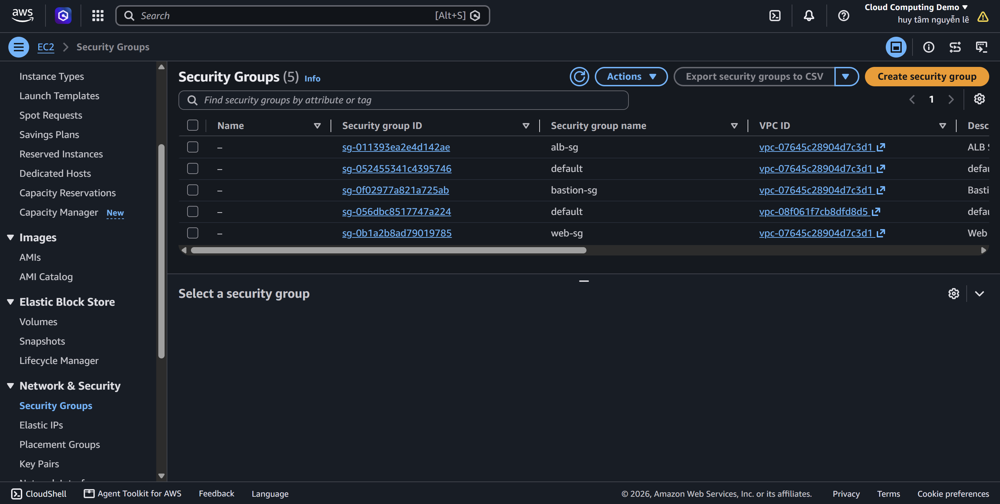 aws
Search [Alt+S]
Cloud Computing Demo
huy tâm nguyễn lê
EC2 Security Groups
Instance Types
Launch Templates
Spot Requests
Savings Plans
Reserved Instances
Dedicated Hosts
Capacity Reservations
Capacity Manager New
Images
AMIs
AMI Catalog
Elastic Block Store
Volumes
Snapshots
Lifecycle Manager
Network & Security
Security Groups
Elastic IPs
Placement Groups
Key Pairs
Security Groups (5) Info
Actions
Export security groups to CSV
Create security group
Find security groups by attribute or tag
1
Name Security group ID Security group name VPC ID Desc
– sg-011393ea2e4d142ae alb-sg vpc-07645c28904d7c3d1 ALB
– sg-052455341c4395746 default vpc-07645c28904d7c3d1 defau
– sg-0f02977a821a725ab bastion-sg vpc-07645c28904d7c3d1 Basti
– sg-056dbc8517747a224 default vpc-08f061f7cb8dfd8d5 defau
– sg-0b1a2b8ad79019785 web-sg vpc-07645c28904d7c3d1 Web
Select a security group
CloudShell Agent Toolkit for AWS Feedback Language
© 2026, Amazon Web Services, Inc. or its affiliates. Privacy Terms Cookie preferences